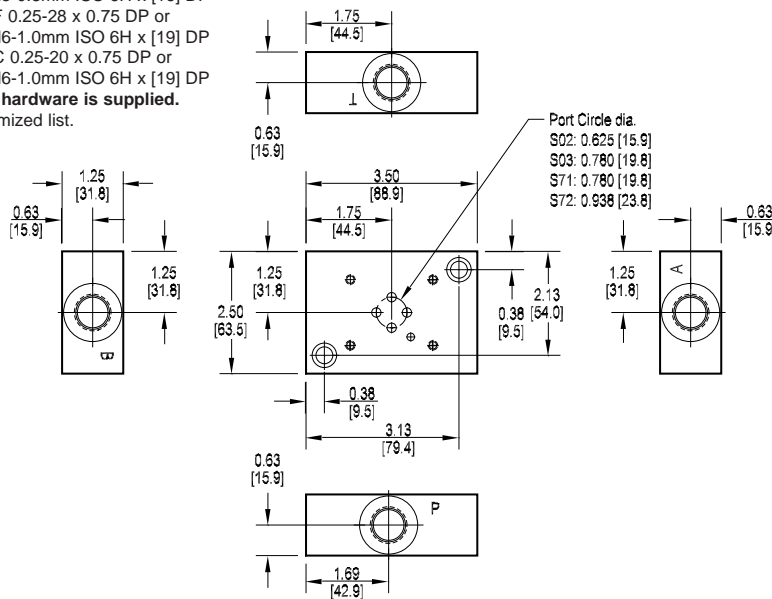 F 0.25-28 x 0.75 DP or
M6-1.0mm ISO 6H x [19] DP
C 0.25-20 x 0.75 DP or
M6-1.0mm ISO 6H x [19] DP
hardware is supplied.
mized list.
1.75
[44.5]
T
0.63
[15.9]
Port Circle dia.
S02: 0.625 [15.9]
S03: 0.780 [19.8]
S71: 0.780 [19.8]
S72: 0.938 [23.8]
1.25
[31.8]
0.63
[15.9]
1.25
[31.8]
B
3.50
[88.9]
1.75
[44.5]
1.25
[31.8]
2.50
[63.5]
0.38
[9.5]
2.13
[54.0]
0.38
[9.5]
3.13
[79.4]
0.63
[15.9
1.25
[31.8]
A
0.63
[15.9]
P
1.69
[42.9]